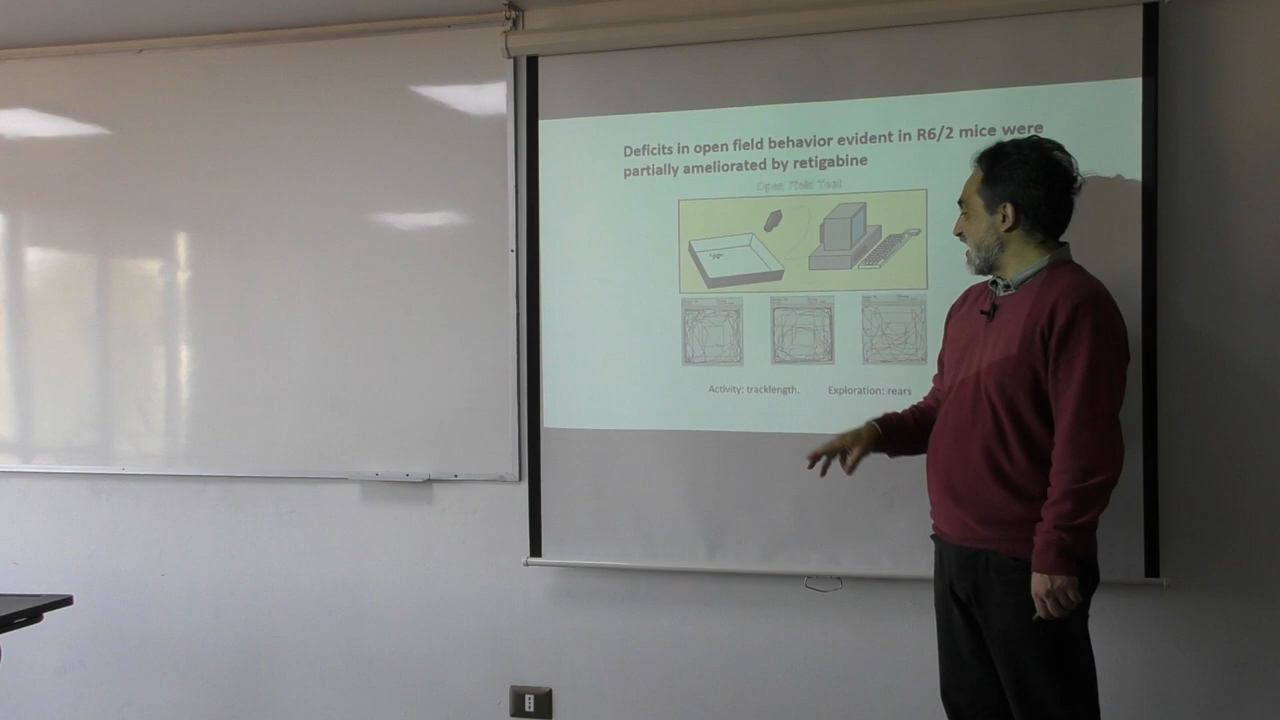 Deficits in open field behavior evident in R6/2 mice were
partially ameliorated by retigabine
Open Field Test
Activity: tracklength. Exploration: rears